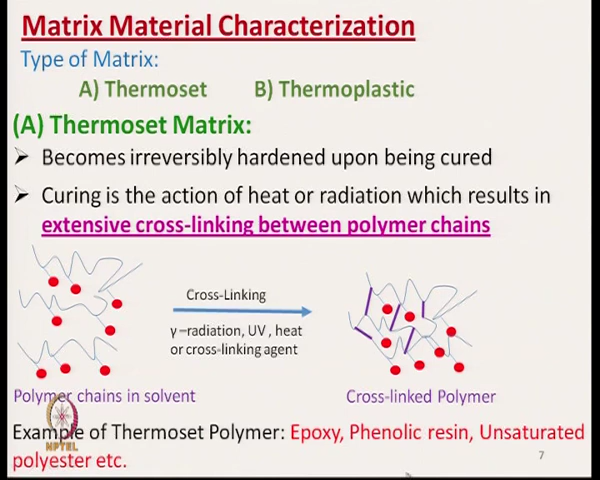 Matrix Material Characterization
Type of Matrix:
A) Thermoset B) Thermoplastic
(A) Thermoset Matrix:
➢ Becomes irreversibly hardened upon being cured
➢ Curing is the action of heat or radiation which results in
extensive cross-linking between polymer chains
Cross-Linking
γ –radiation, UV , heat
or cross-linking agent
Polymer chains in solvent
Cross-linked Polymer
Example of Thermoset Polymer: Epoxy, Phenolic resin, Unsaturated
polyester etc.
NPTEL
7